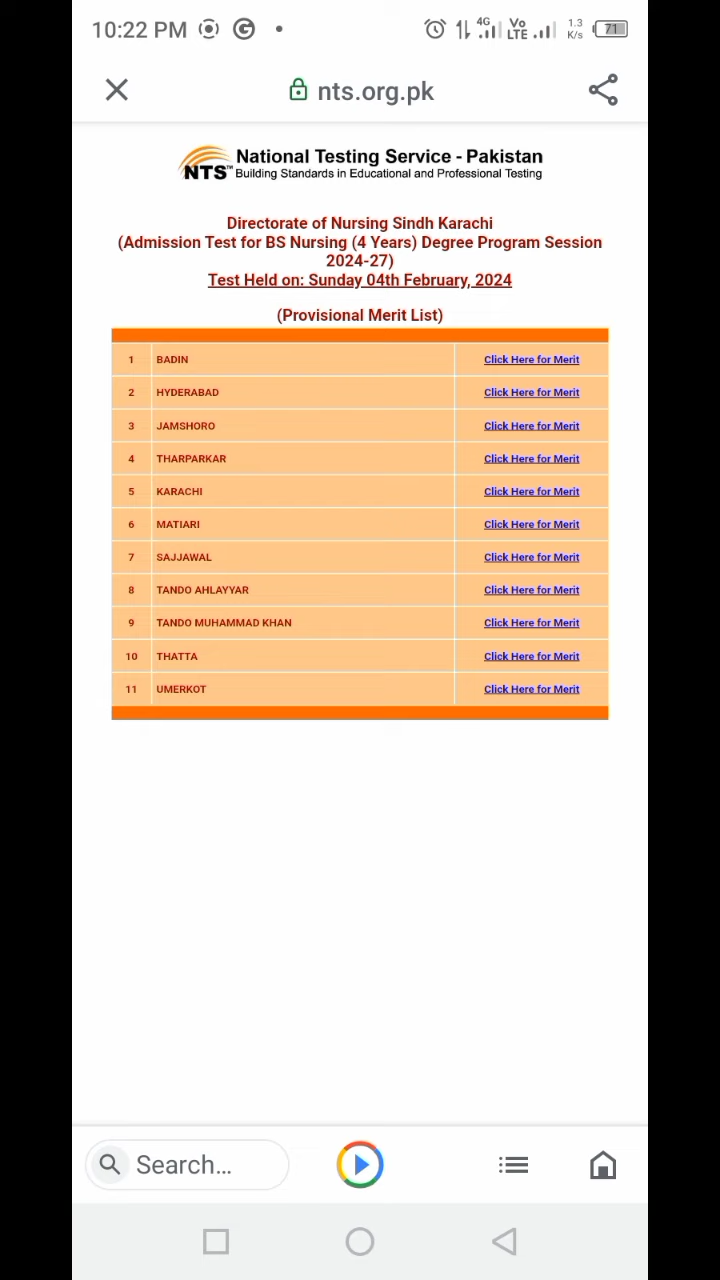 10:22 PM
4G
Vo LTE
1.3 K/s
71
nts.org.pk
NTS™ National Testing Service - Pakistan
Building Standards in Educational and Professional Testing
Directorate of Nursing Sindh Karachi
(Admission Test for BS Nursing (4 Years) Degree Program Session
2024-27)
Test Held on: Sunday 04th February, 2024
(Provisional Merit List)
1 BADIN Click Here for Merit
2 HYDERABAD Click Here for Merit
3 JAMSHORO Click Here for Merit
4 THARPARKAR Click Here for Merit
5 KARACHI Click Here for Merit
6 MATIARI Click Here for Merit
7 SAJJAWAL Click Here for Merit
8 TANDO AHLAYYAR Click Here for Merit
9 TANDO MUHAMMAD KHAN Click Here for Merit
10 THATTA Click Here for Merit
11 UMERKOT Click Here for Merit
Search...